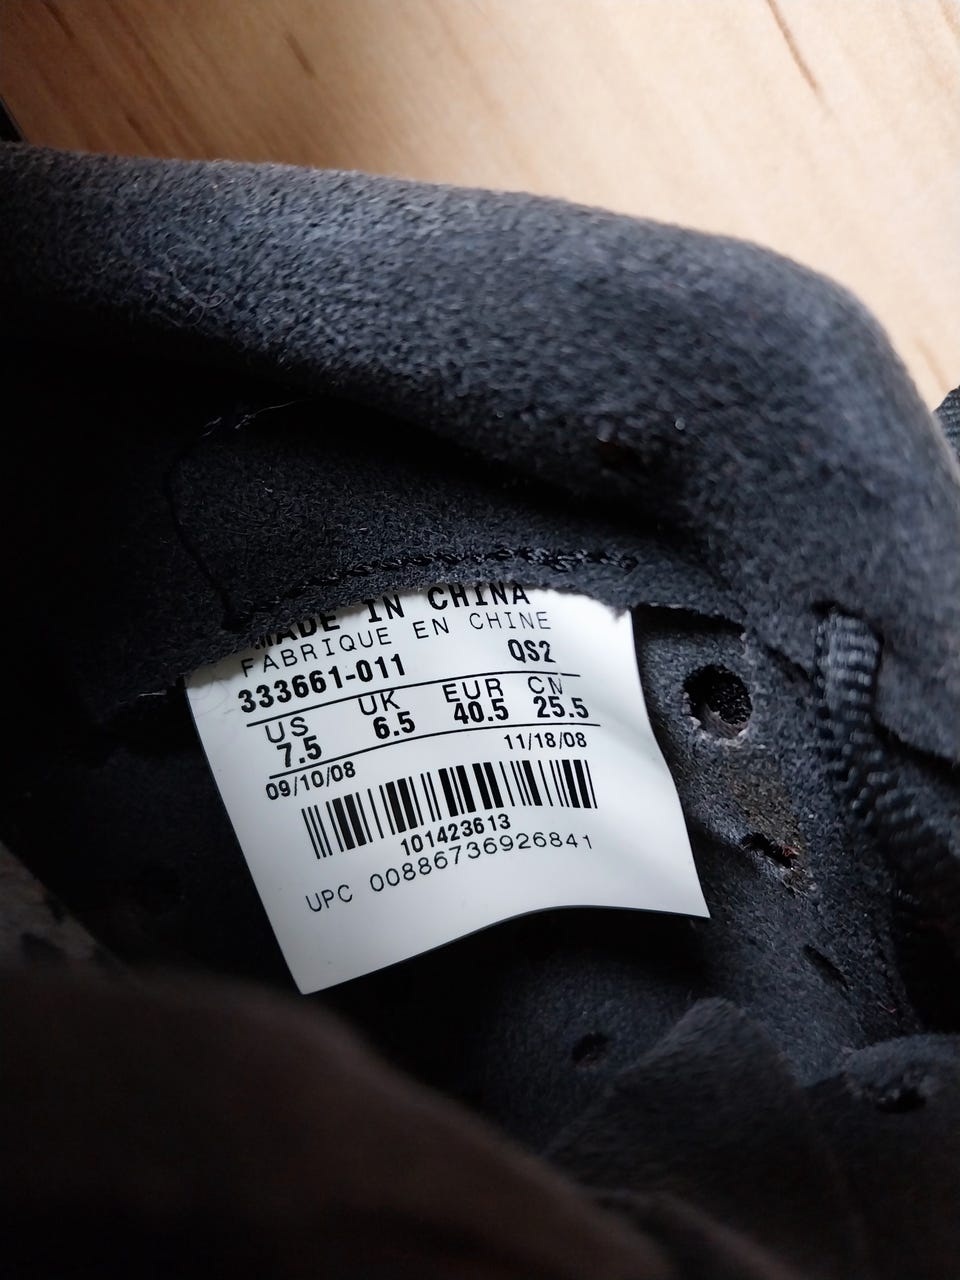 MADE IN CHINA
FABRIQUE EN CHINE
333661-011 QS2
US UK EUR CN
7.5 6.5 40.5 25.5
09/10/08 11/18/08
101423613
UPC 00886736926841